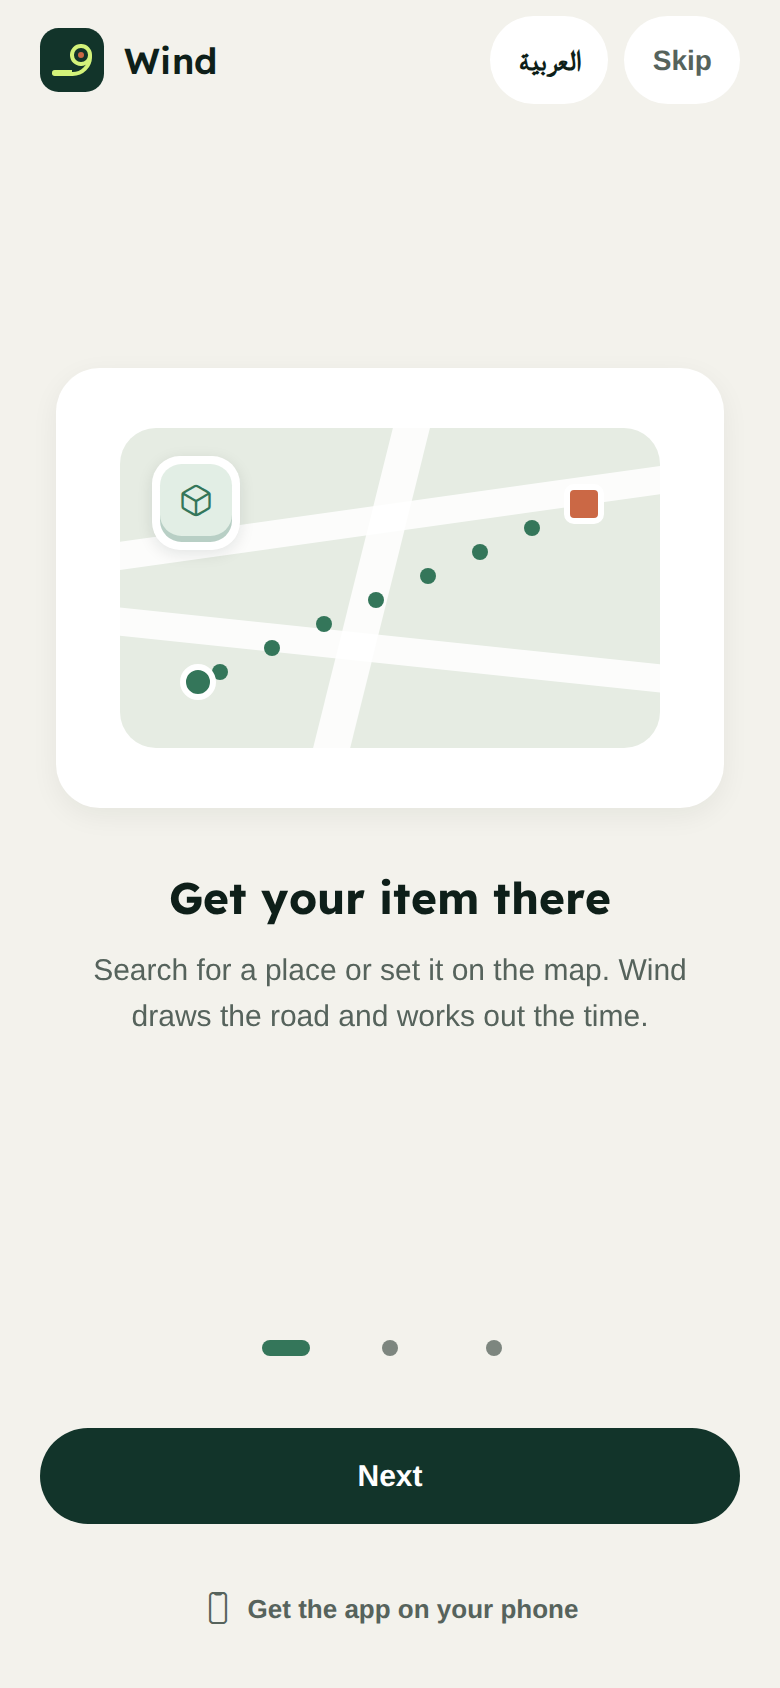 Wind
العربية
Skip
Get your item there
Search for a place or set it on the map. Wind
draws the road and works out the time.
Next
Get the app on your phone